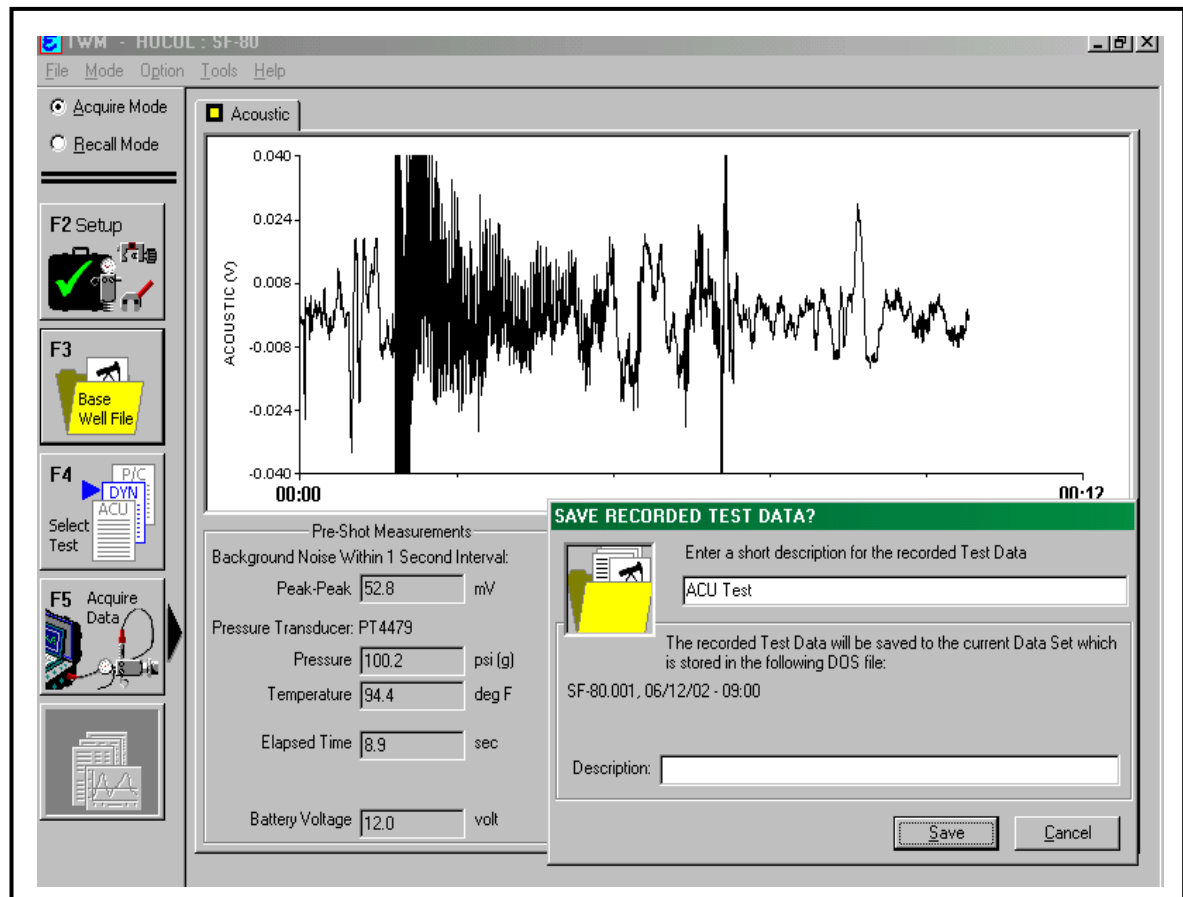 TWM - HOCOL : SF-80
File Mode Option Tools Help
Acquire Mode
Recall Mode
F2 Setup
F3
Base
Well File
F4
P/C
DYN
ACU
Select
Test
F5 Acquire
Data
Acoustic
ACOUSTIC (V)
0.040
0.024
0.008
-0.008
-0.024
-0.040
00:00
00:12
Pre-Shot Measurements
Background Noise Within 1 Second Interval:
Peak-Peak 52.8 mV
Pressure Transducer: PT4479
Pressure 100.2 psi (g)
Temperature 94.4 deg F
Elapsed Time 8.9 sec
Battery Voltage 12.0 volt
SAVE RECORDED TEST DATA?
Enter a short description for the recorded Test Data
ACU Test
The recorded Test Data will be saved to the current Data Set which
is stored in the following DOS file:
SF-80.001, 06/12/02 - 09:00
Description:
Save Cancel